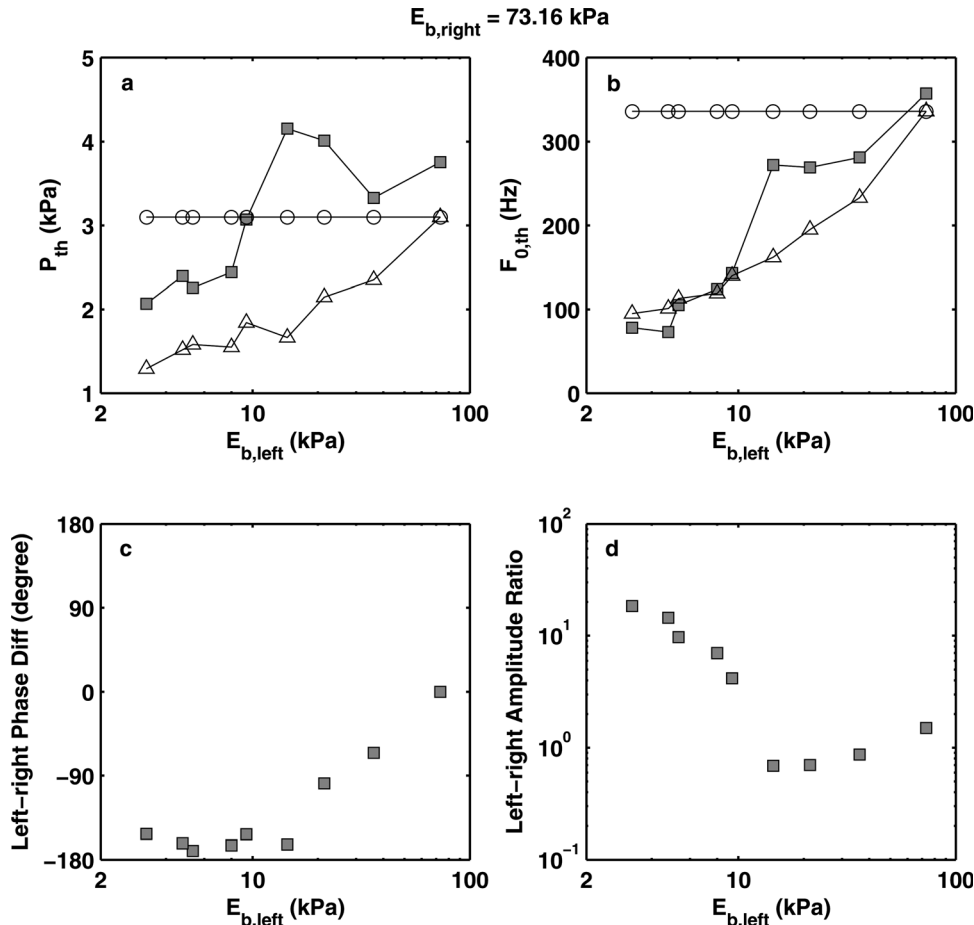 E_b,right = 73.16 kPa
a
5
4
3
2
1
P_th (kPa)
2
10
100
E_b,left (kPa)
b
400
300
200
100
0
F_0,th (Hz)
2
10
100
E_b,left (kPa)
c
180
90
0
−90
−180
Left−right Phase Diff (degree)
2
10
100
E_b,left (kPa)
d
10^2
10^1
10^0
10^−1
Left−right Amplitude Ratio
2
10
100
E_b,left (kPa)